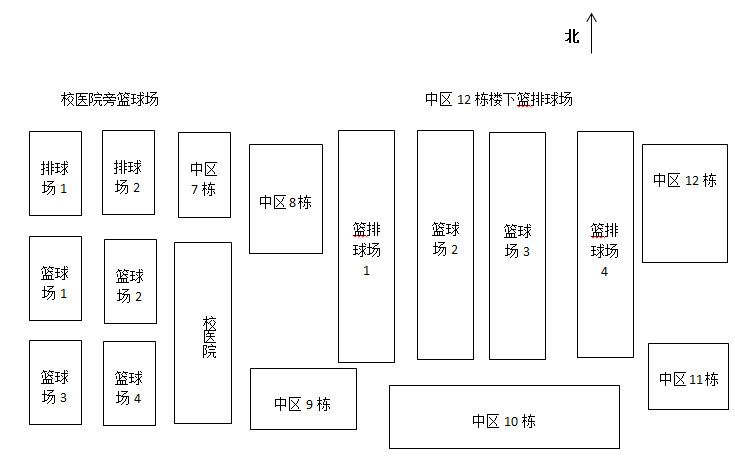 北
校医院旁篮球场
中区 12 栋楼下篮排球场
排球
场 1
排球
场 2
中区
7 栋
中区 8 栋
篮排
球场
1
篮球
场 2
篮球
场 3
篮排
球场
4
中区 12 栋
篮球
场 1
篮球
场 2
校医院
篮球
场 3
篮球
场 4
中区 9 栋
中区 10 栋
中区 11 栋